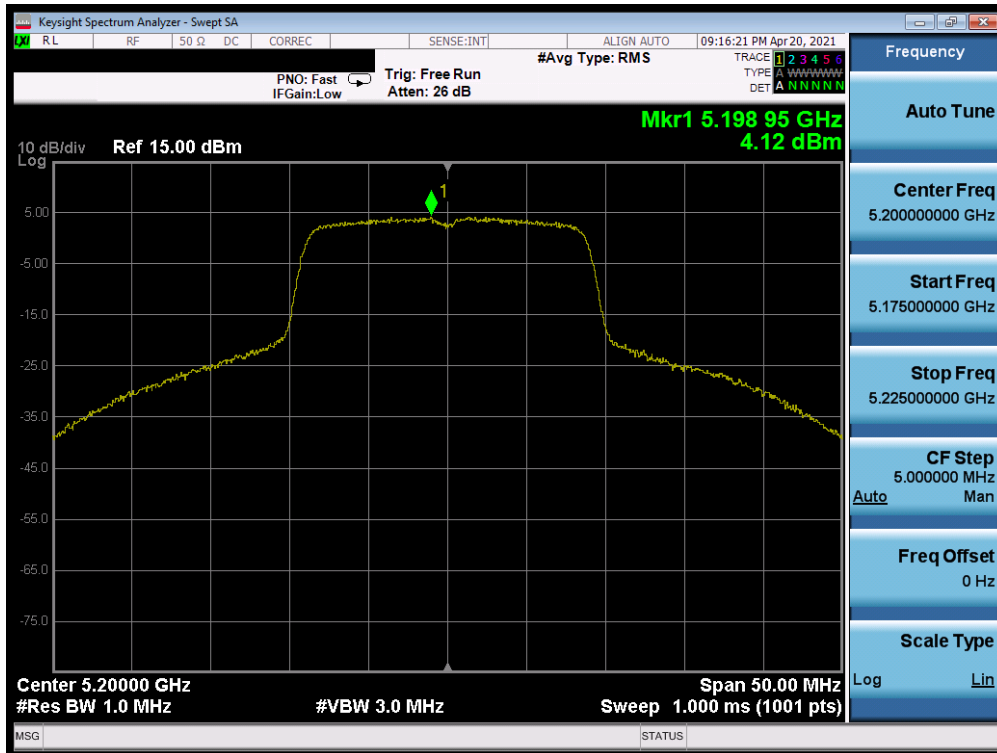 Keysight Spectrum Analyzer - Swept SA
LXI RL RF 50 Ω DC CORREC SENSE:INT ALIGN AUTO 09:16:21 PM Apr 20, 2021
#Avg Type: RMS
TRACE 1 2 3 4 5 6
PNO: Fast Trig: Free Run
TYPE A WWWWW
IFGain:Low Atten: 26 dB
DET A N N N N N
Mkr1 5.198 95 GHz
4.12 dBm
10 dB/div Ref 15.00 dBm
Log
1
5.00
-5.00
-15.0
-25.0
-35.0
-45.0
-55.0
-65.0
-75.0
Center 5.20000 GHz Span 50.00 MHz
#Res BW 1.0 MHz #VBW 3.0 MHz Sweep 1.000 ms (1001 pts)
MSG STATUS
Frequency
Auto Tune
Center Freq
5.200000000 GHz
Start Freq
5.175000000 GHz
Stop Freq
5.225000000 GHz
CF Step
5.000000 MHz
Auto Man
Freq Offset
0 Hz
Scale Type
Log Lin